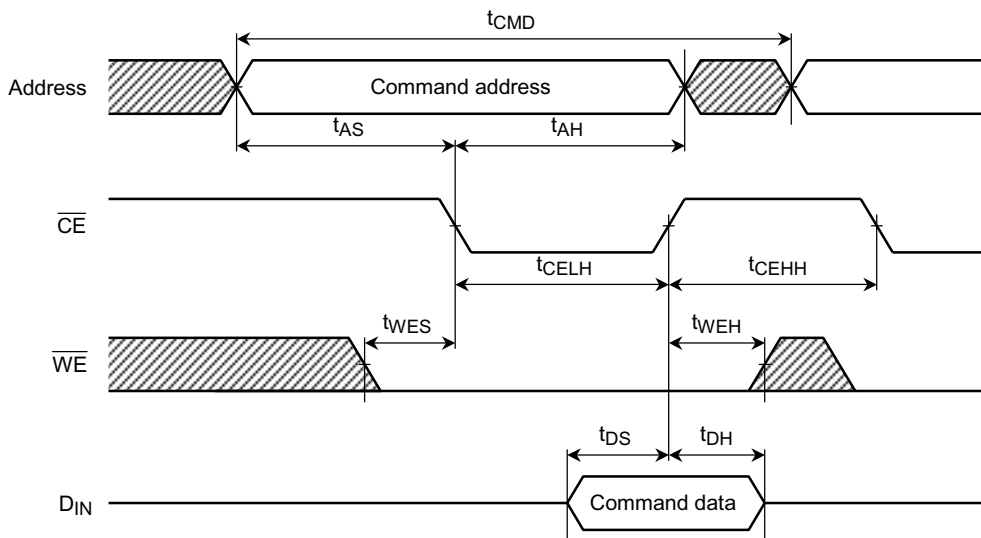 tCMD
Address
Command address
tAS
tAH
CE
tCELH
tCEHH
WE
tWES
tWEH
DIN
tDS
tDH
Command data